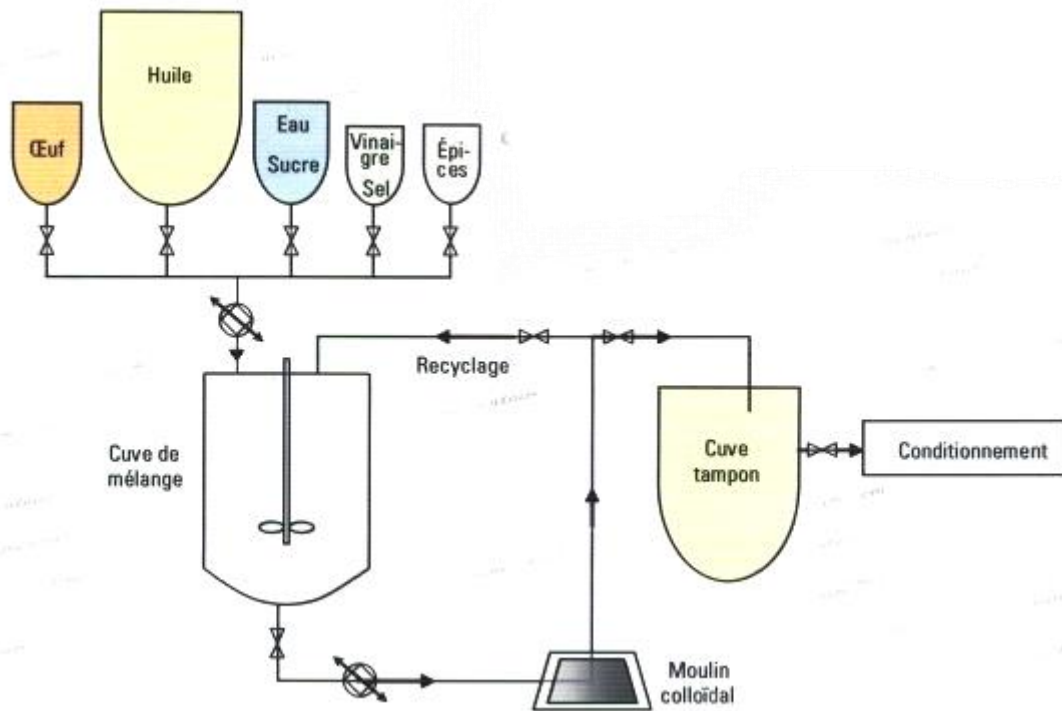 Huile
Œuf
Eau
Sucre
Vinai-
gre
Sel
Épi-
ces
Recyclage
Cuve de
mélange
Cuve
tampon
Conditionnement
Moulin
colloïdal